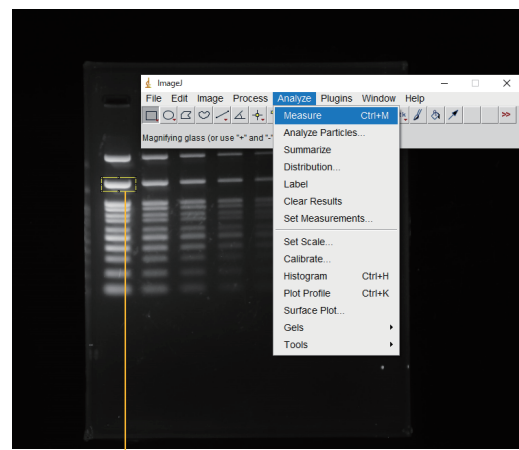 ImageJ
File Edit Image Process Analyze Plugins Window Help
Magnifying glass (or use "+" and "-"
Measure Ctrl+M
Analyze Particles...
Summarize
Distribution...
Label
Clear Results
Set Measurements...
Set Scale...
Calibrate...
Histogram Ctrl+H
Plot Profile Ctrl+K
Surface Plot...
Gels
Tools